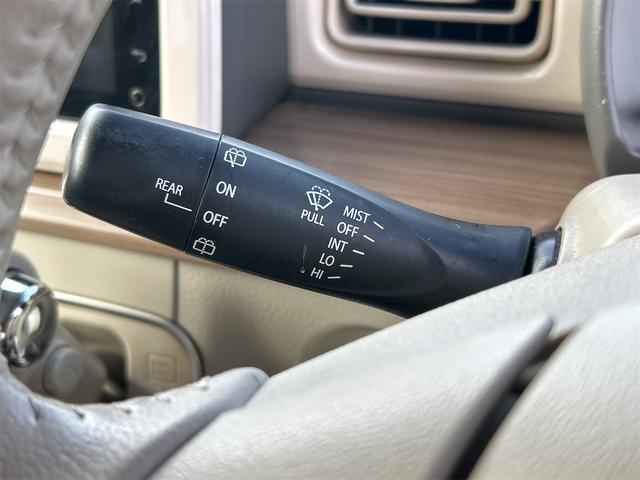 REAR
ON
OFF
PULL
MIST
OFF
INT
LO
HI